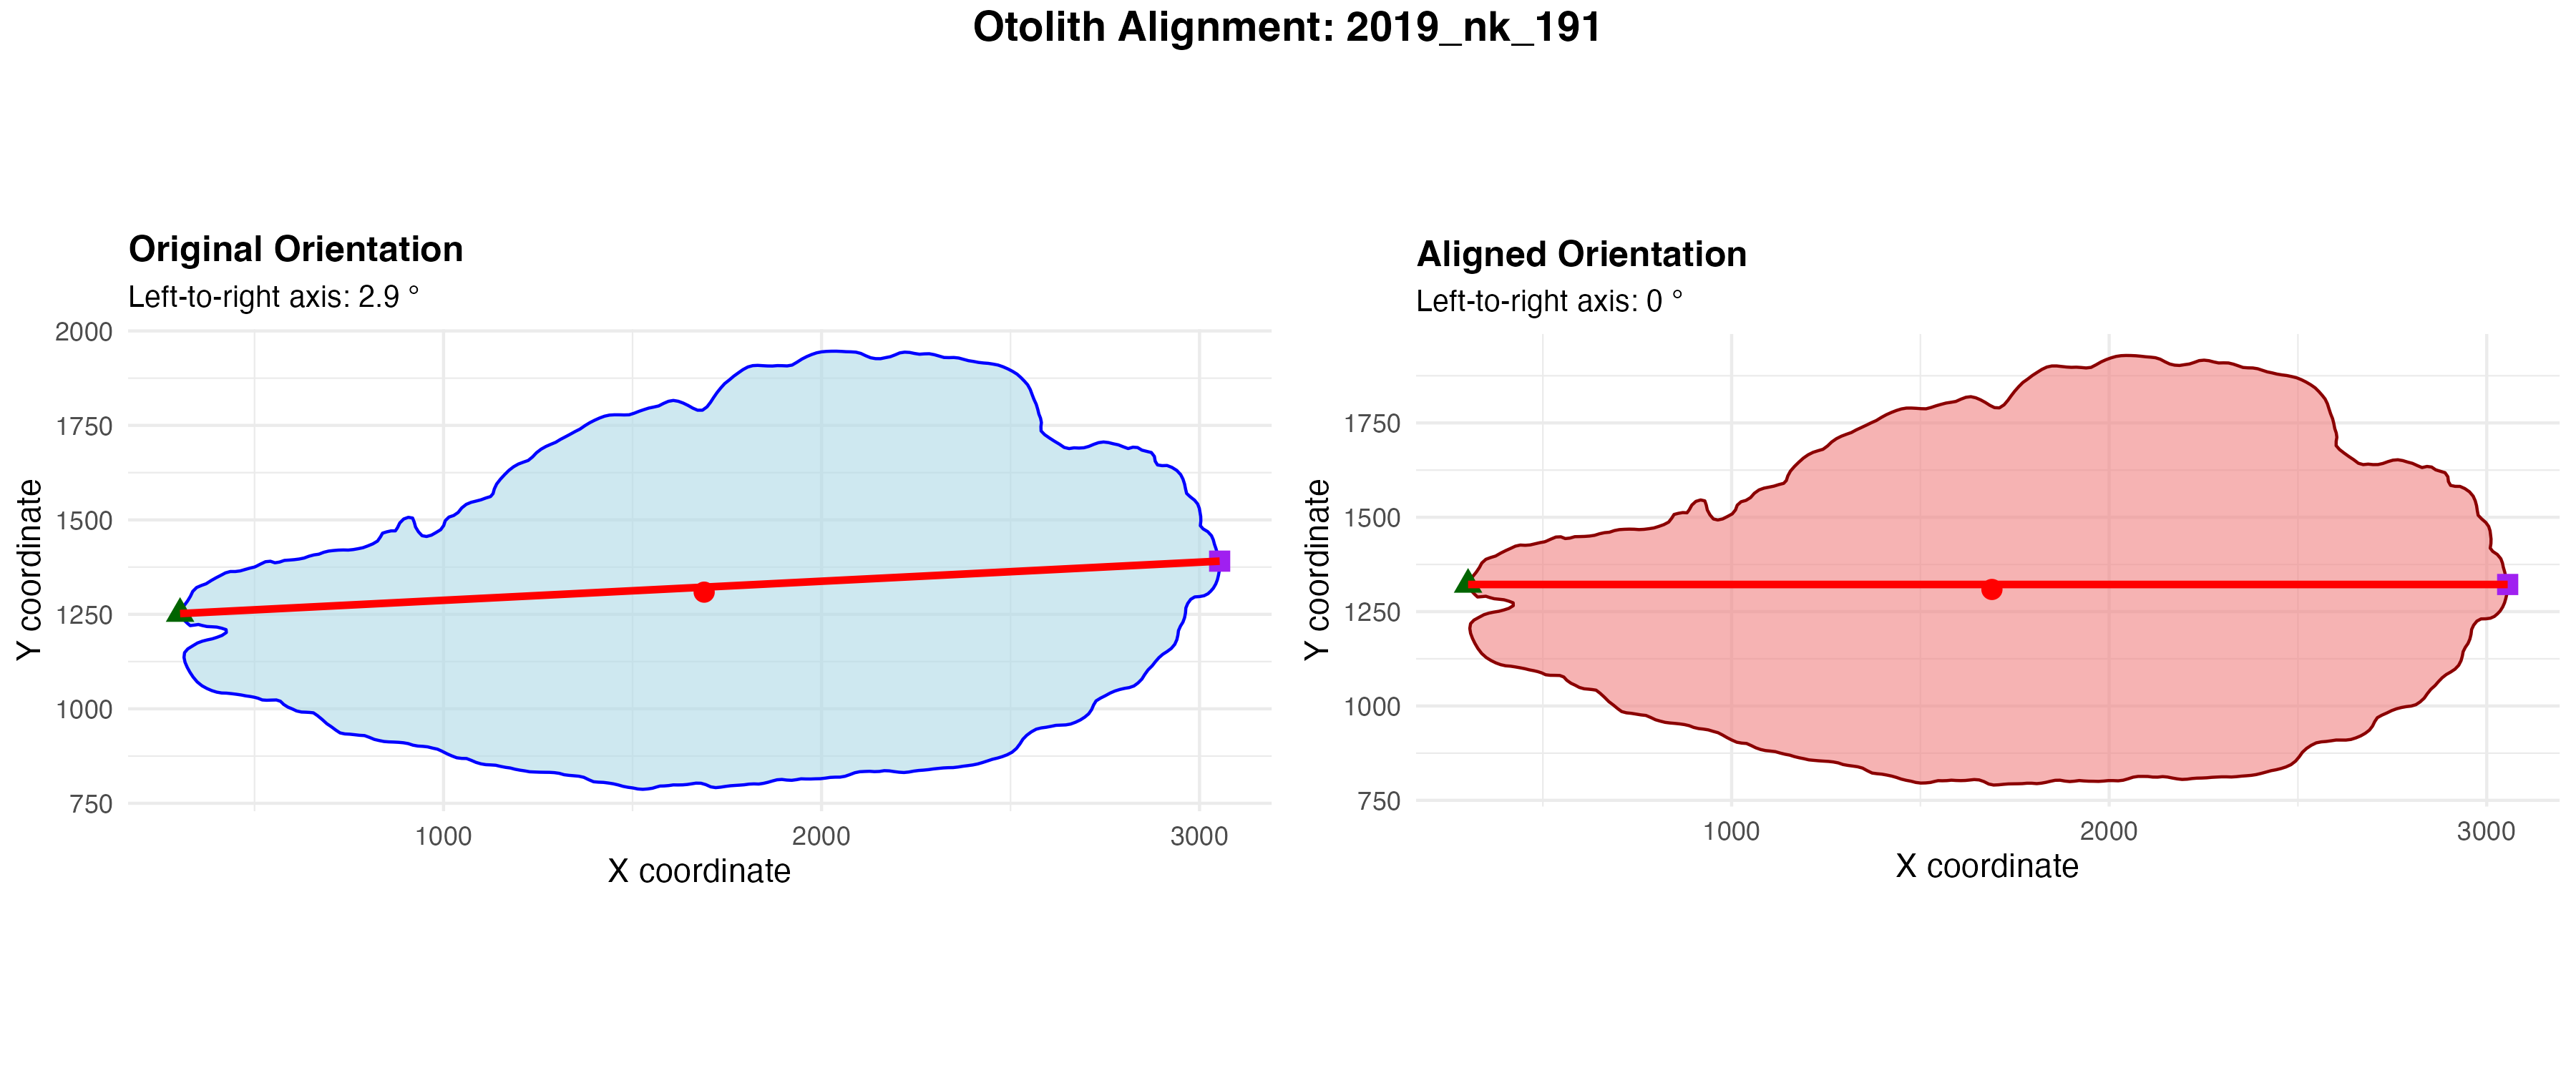 Otolith Alignment: 2019_nk_191
Original Orientation
Left-to-right axis: 2.9 °
2000
1750
1500
1250
1000
750
Y coordinate
1000
2000
3000
X coordinate
Aligned Orientation
Left-to-right axis: 0 °
1750
1500
1250
1000
750
Y coordinate
1000
2000
3000
X coordinate